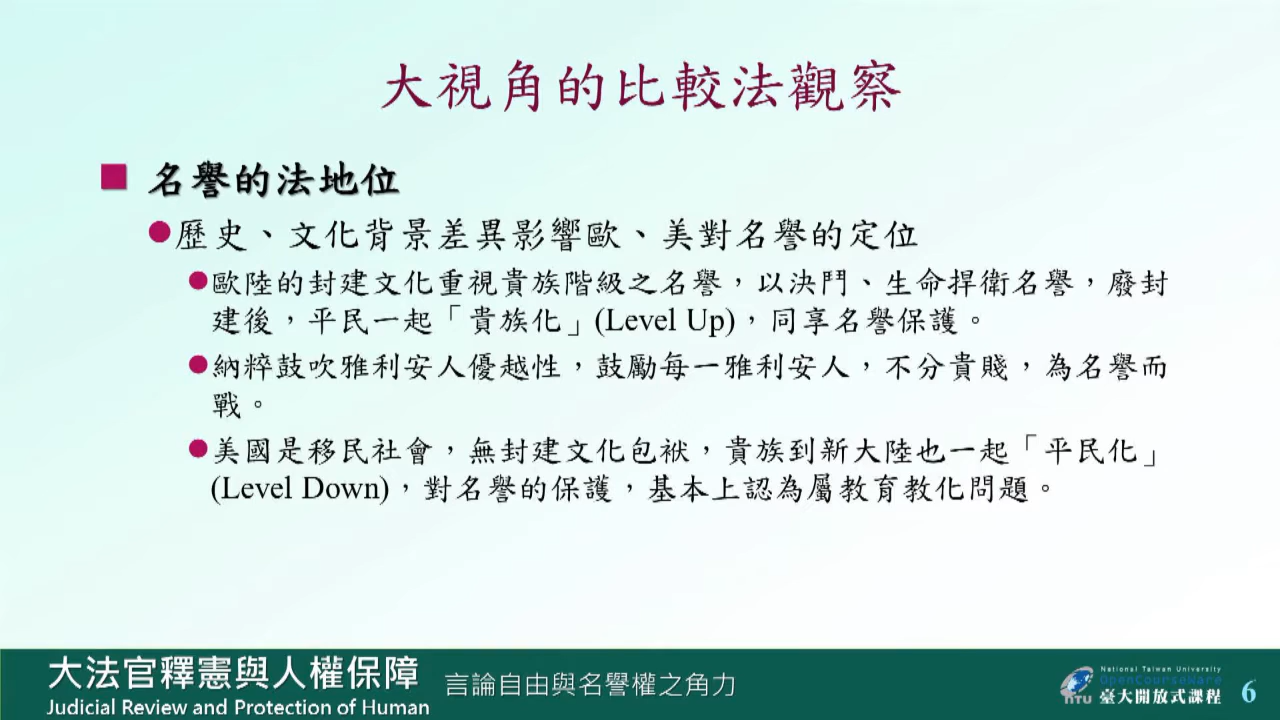 大視角的比較法觀察
名譽的法地位
歷史、文化背景差異影響歐、美對名譽的定位
歐陸的封建文化重視貴族階級之名譽，以決鬥、生命捍衛名譽，廢封
建後，平民一起「貴族化」(Level Up)，同享名譽保護。
納粹鼓吹雅利安人優越性，鼓勵每一雅利安人，不分貴賤，為名譽而
戰。
美國是移民社會，無封建文化包袱，貴族到新大陸也一起「平民化」
(Level Down)，對名譽的保護，基本上認為屬教育教化問題。
大法官釋憲與人權保障
Judicial Review and Protection of Human
言論自由與名譽權之角力
National Taiwan University
OpenCourseWare
NTU 臺大開放式課程
6